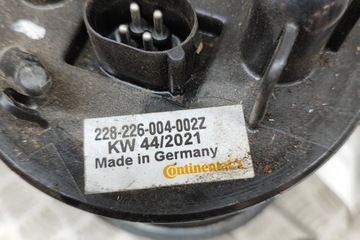 228-226-004-002Z
KW 44/2021
Made in Germany
Continental